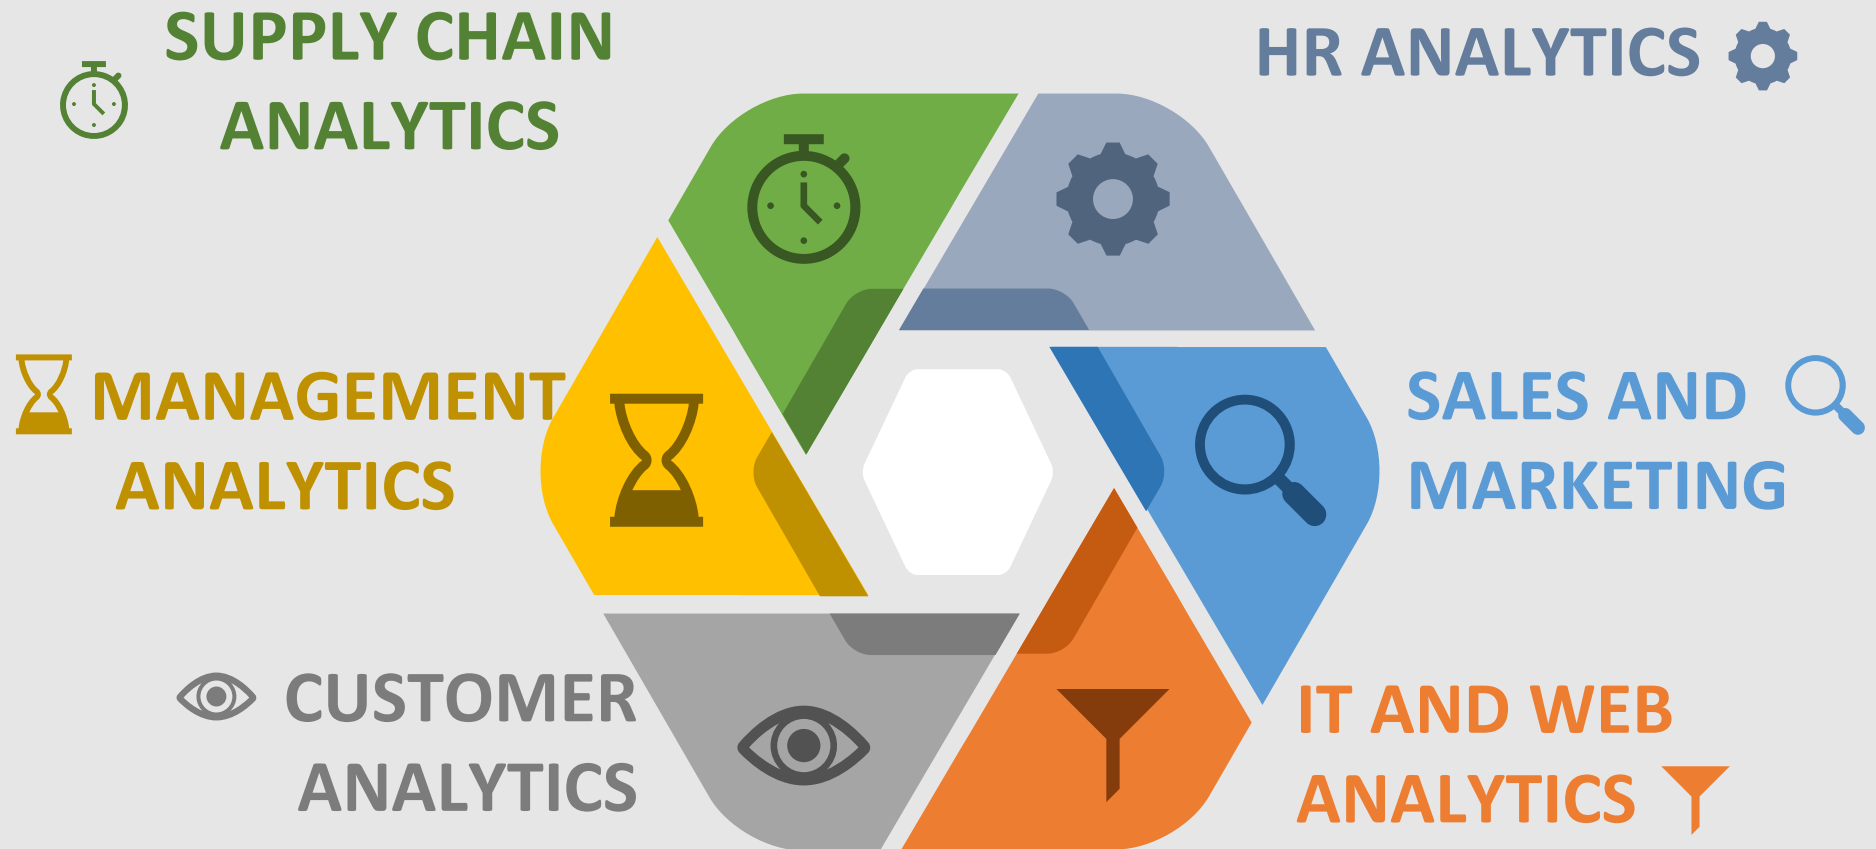 SUPPLY CHAIN
ANALYTICS
HR ANALYTICS
MANAGEMENT
ANALYTICS
SALES AND
MARKETING
CUSTOMER
ANALYTICS
IT AND WEB
ANALYTICS